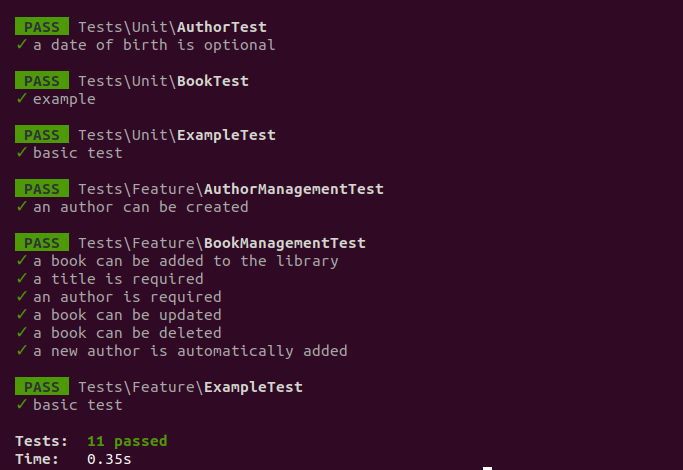 PASS Tests\Unit\AuthorTest
✓ a date of birth is optional
PASS Tests\Unit\BookTest
✓ example
PASS Tests\Unit\ExampleTest
✓ basic test
PASS Tests\Feature\AuthorManagementTest
✓ an author can be created
PASS Tests\Feature\BookManagementTest
✓ a book can be added to the library
✓ a title is required
✓ an author is required
✓ a book can be updated
✓ a book can be deleted
✓ a new author is automatically added
PASS Tests\Feature\ExampleTest
✓ basic test
Tests: 11 passed
Time: 0.35s